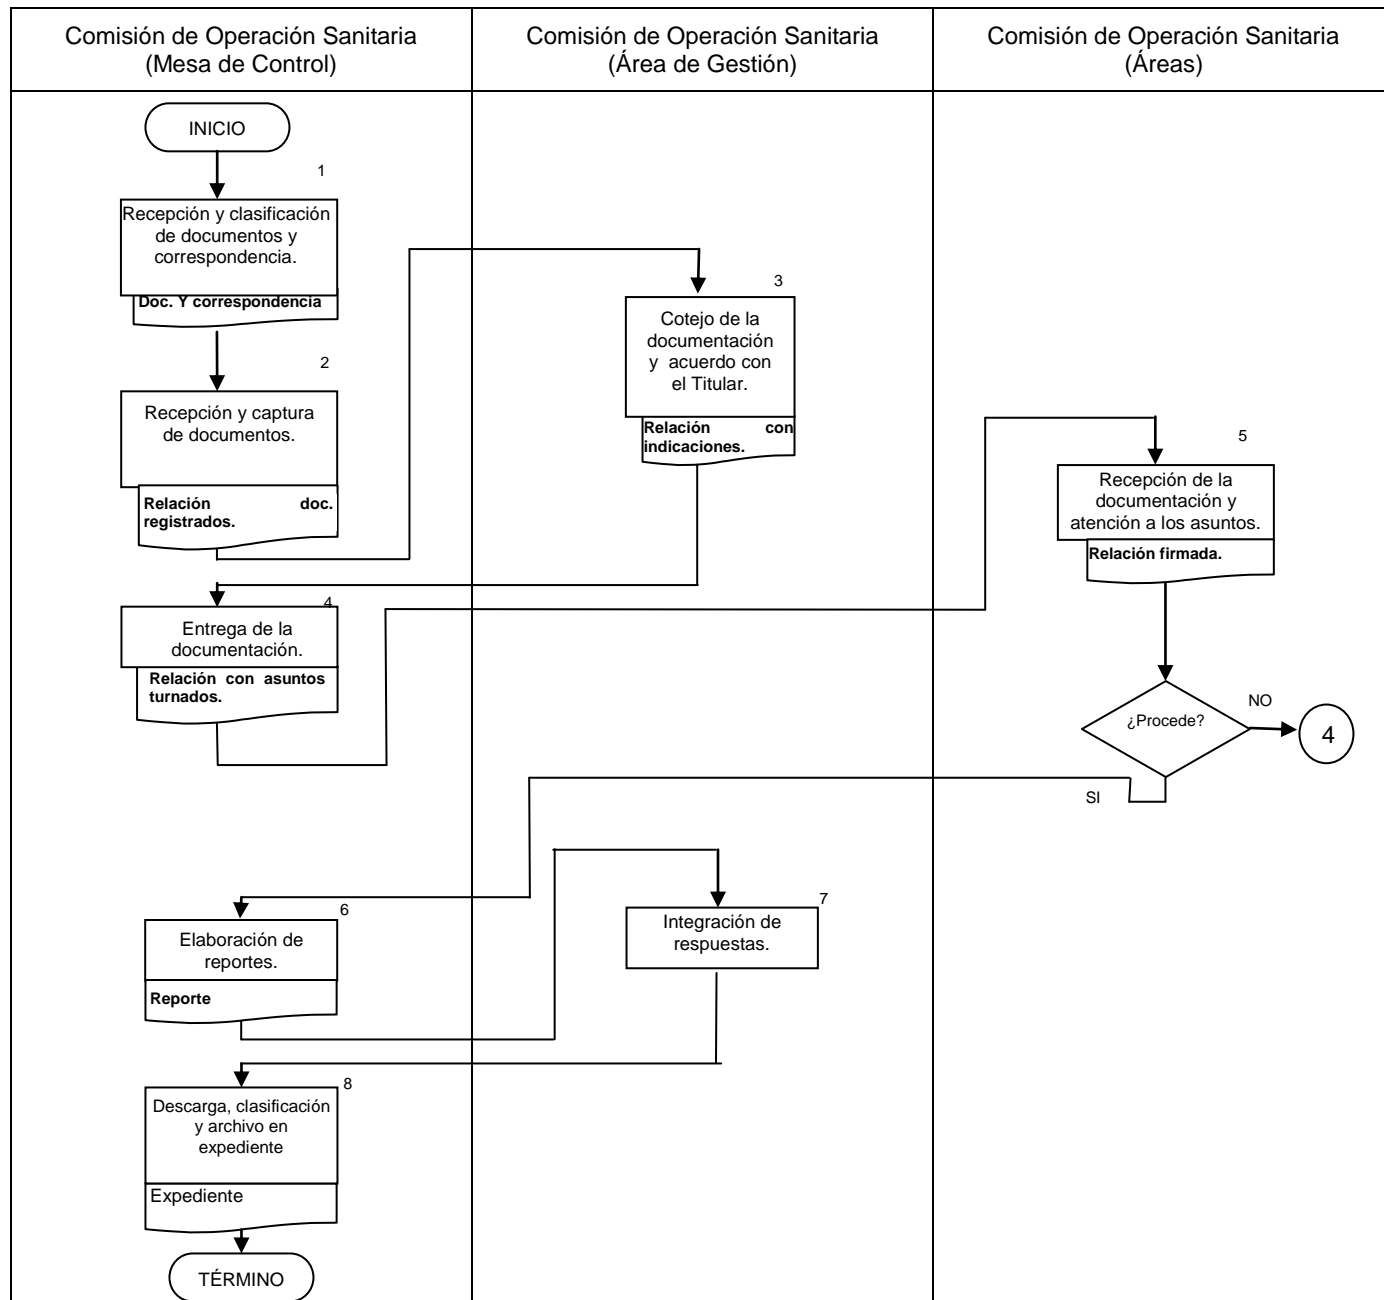 Comisión de Operación Sanitaria
(Mesa de Control)
Comisión de Operación Sanitaria
(Área de Gestión)
Comisión de Operación Sanitaria
(Áreas)
INICIO
1
Recepción y clasificación
de documentos y
correspondencia.
Doc. Y correspondencia
2
Recepción y captura
de documentos.
Relación doc.
registrados.
3
Cotejo de la
documentación
y acuerdo con
el Titular.
Relación con
indicaciones.
4
Entrega de la
documentación.
Relación con asuntos
turnados.
5
Recepción de la
documentación y
atención a los asuntos.
Relación firmada.
¿Procede?
NO
4
SI
6
Elaboración de
reportes.
Reporte
7
Integración de
respuestas.
8
Descarga, clasificación
y archivo en
expediente
Expediente
TÉRMINO